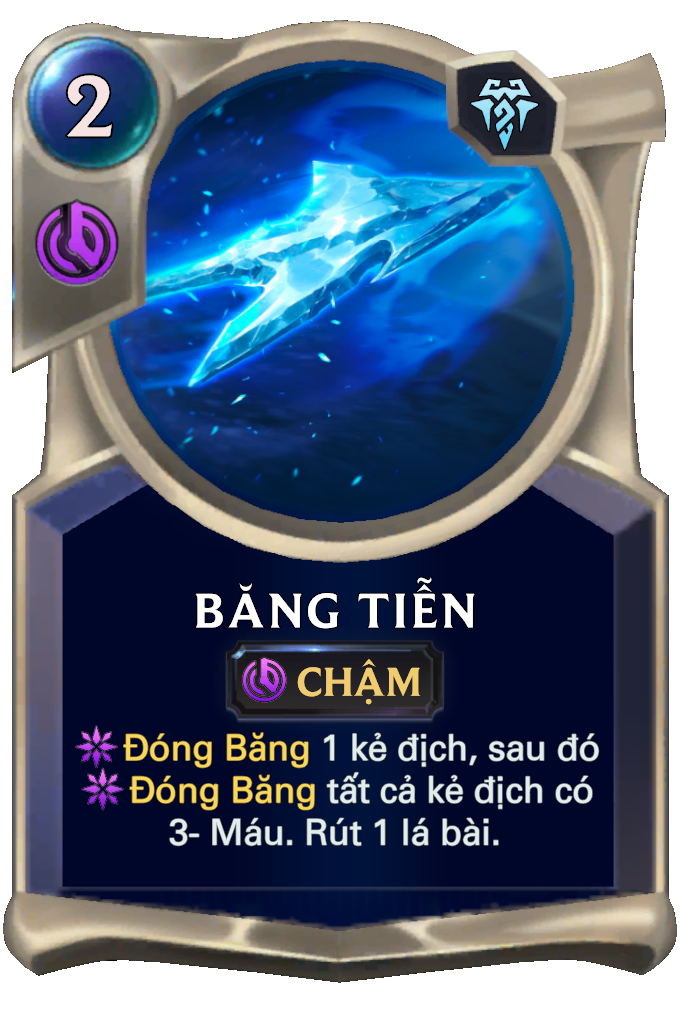 2
BĂNG TIỄN
CHẬM
Đóng Băng 1 kẻ địch, sau đó
Đóng Băng tất cả kẻ địch có
3- Máu. Rút 1 lá bài.